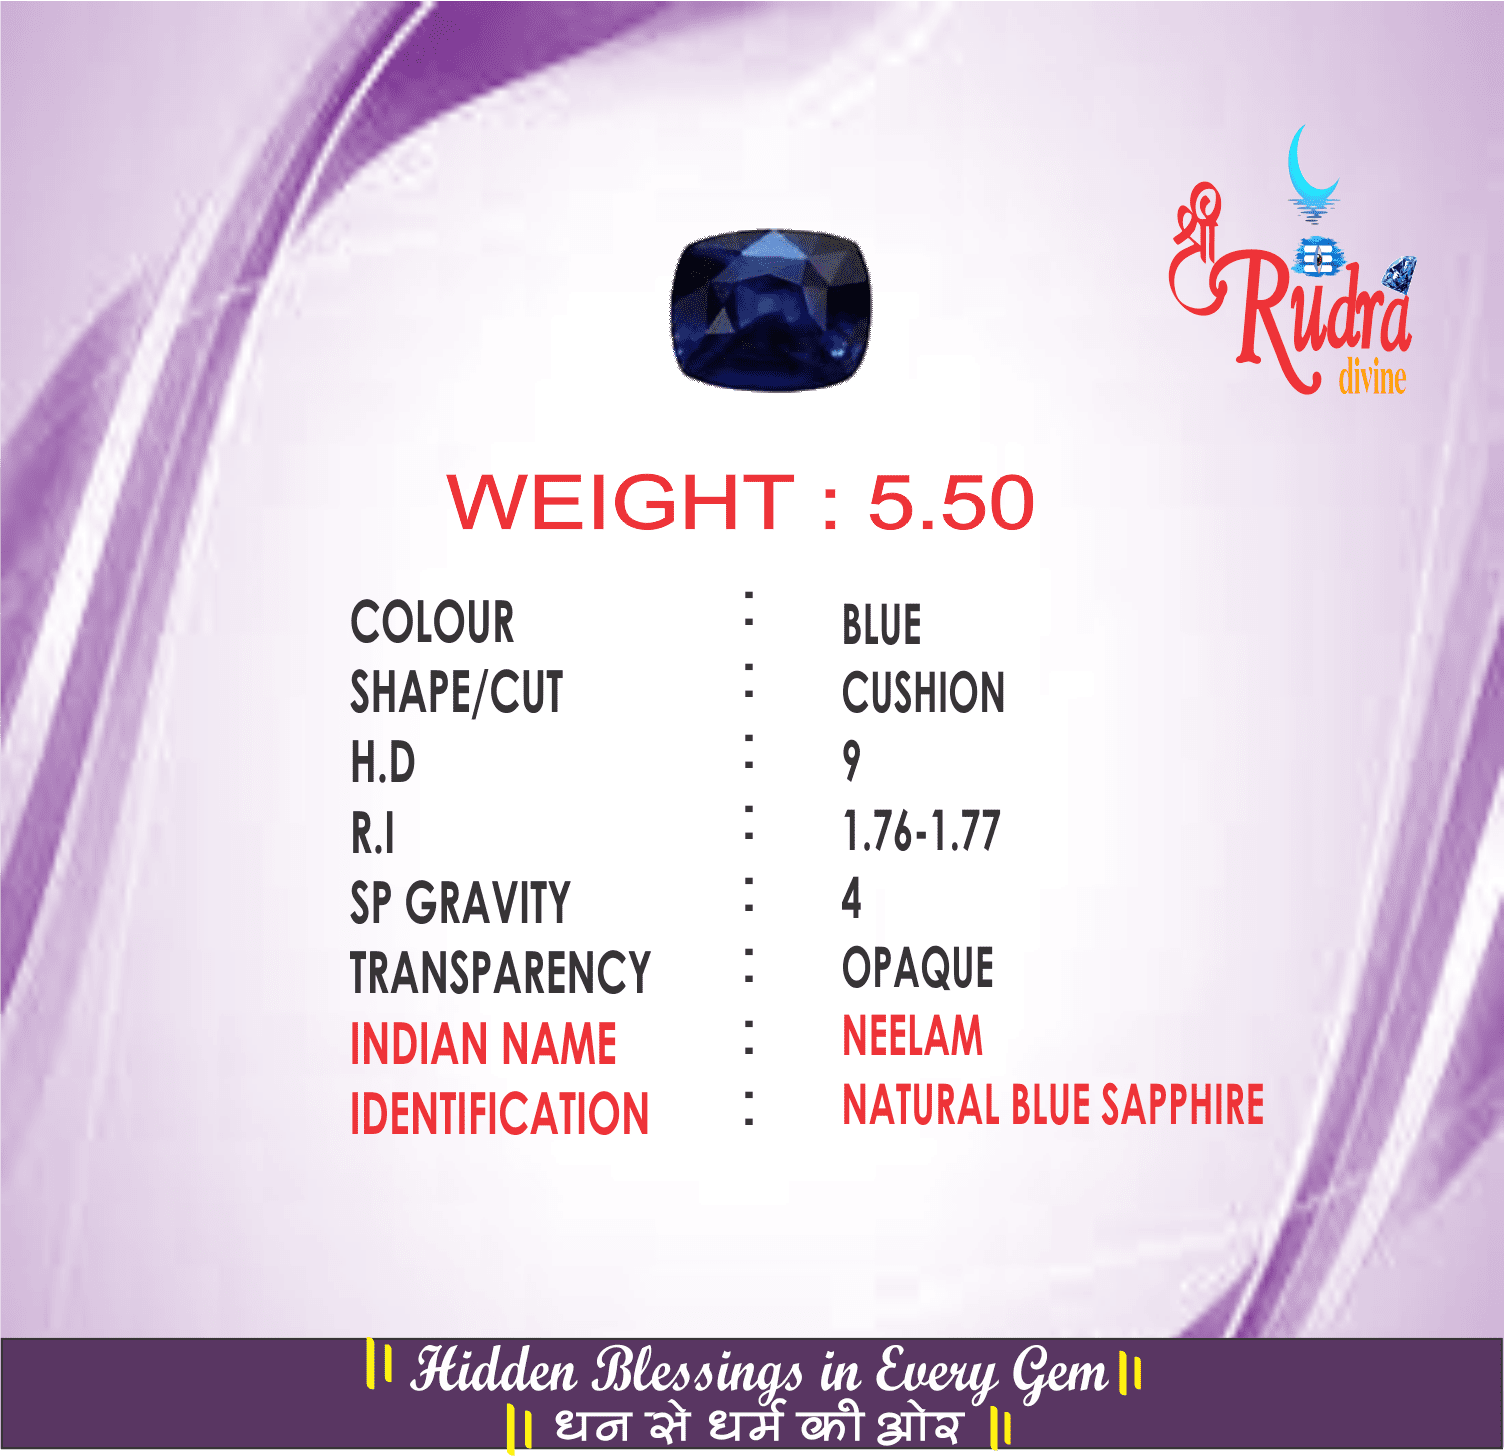 श्री
Rudra
divine
WEIGHT : 5.50
COLOUR : BLUE
SHAPE/CUT : CUSHION
H.D : 9
R.I : 1.76-1.77
SP GRAVITY : 4
TRANSPARENCY : OPAQUE
INDIAN NAME : NEELAM
IDENTIFICATION : NATURAL BLUE SAPPHIRE
|| Hidden Blessings in Every Gem ||
|| धन से धर्म की ओर ||